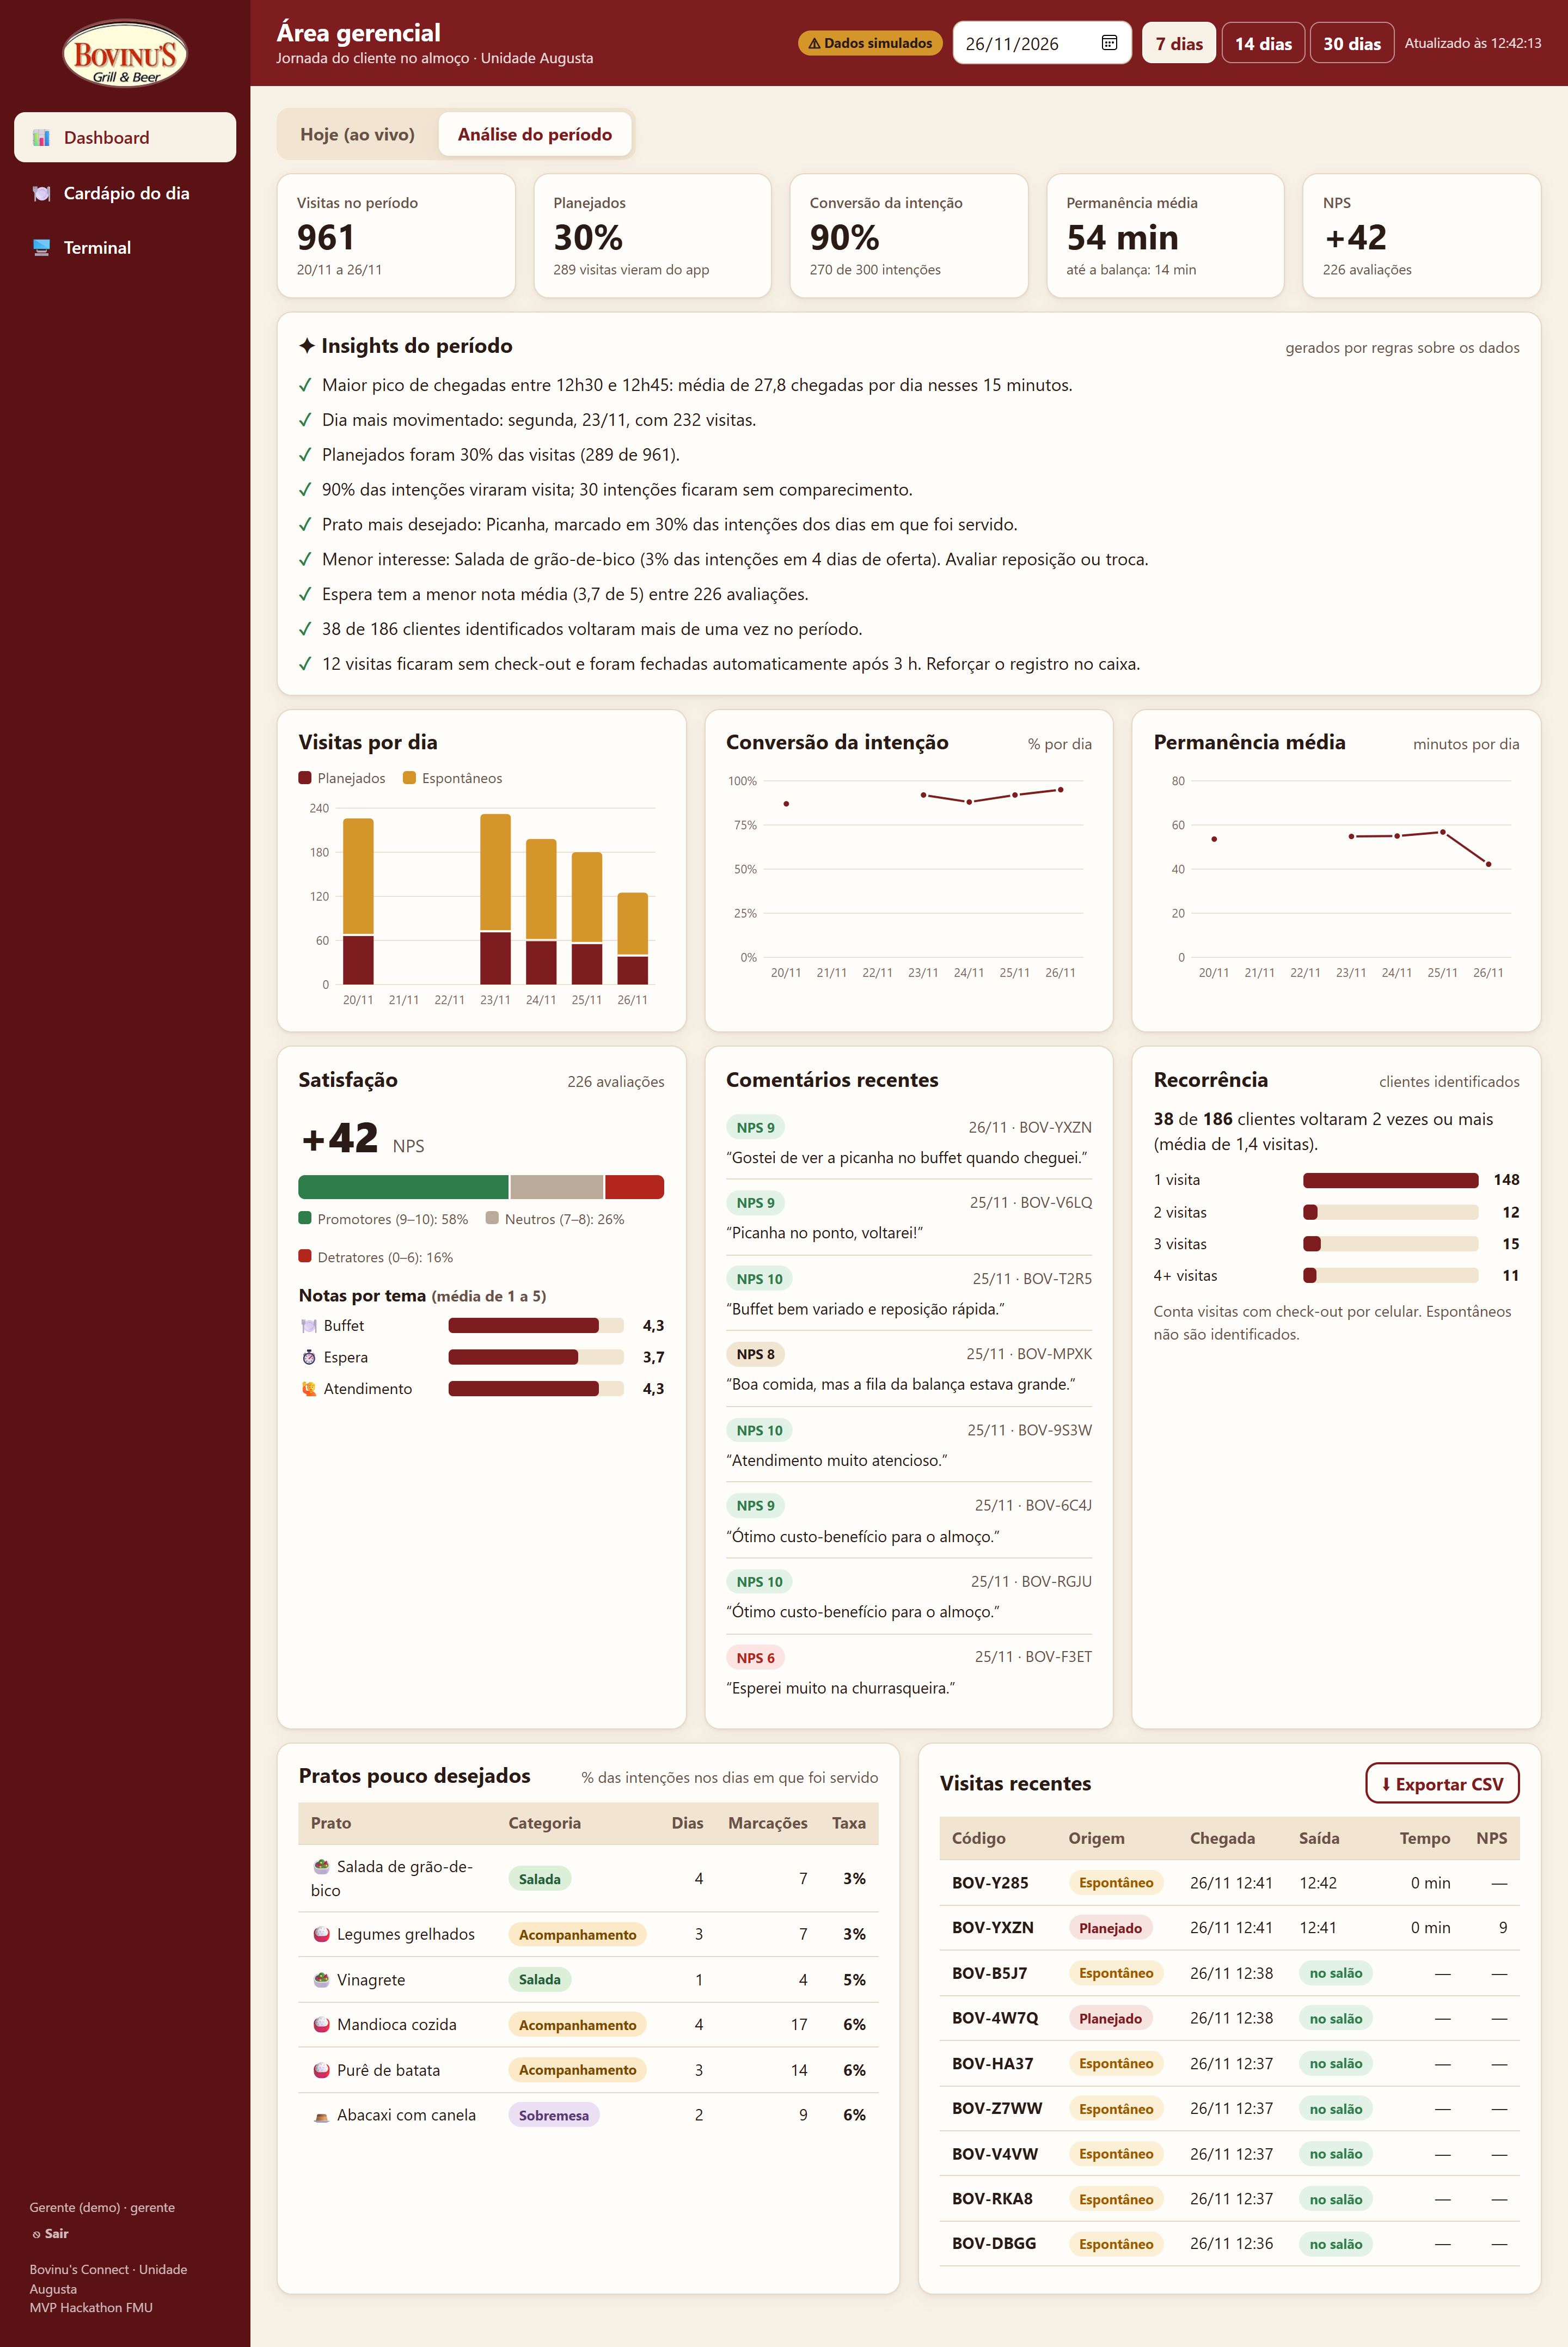 BOVINU'S
Grill & Beer
Dashboard
Cardápio do dia
Terminal
Gerente (demo) · gerente
Sair
Bovinu's Connect · Unidade
Augusta
MVP Hackathon FMU
Área gerencial
Jornada do cliente no almoço · Unidade Augusta
⚠ Dados simulados
26/11/2026
7 dias
14 dias
30 dias
Atualizado às 12:42:13
Hoje (ao vivo)
Análise do período
Visitas no período
961
20/11 a 26/11
Planejados
30%
289 visitas vieram do app
Conversão da intenção
90%
270 de 300 intenções
Permanência média
54 min
até a balança: 14 min
NPS
+42
226 avaliações
✦ Insights do período
gerados por regras sobre os dados
✓ Maior pico de chegadas entre 12h30 e 12h45: média de 27,8 chegadas por dia nesses 15 minutos.
✓ Dia mais movimentado: segunda, 23/11, com 232 visitas.
✓ Planejados foram 30% das visitas (289 de 961).
✓ 90% das intenções viraram visita; 30 intenções ficaram sem comparecimento.
✓ Prato mais desejado: Picanha, marcado em 30% das intenções dos dias em que foi servido.
✓ Menor interesse: Salada de grão-de-bico (3% das intenções em 4 dias de oferta). Avaliar reposição ou troca.
✓ Espera tem a menor nota média (3,7 de 5) entre 226 avaliações.
✓ 38 de 186 clientes identificados voltaram mais de uma vez no período.
✓ 12 visitas ficaram sem check-out e foram fechadas automaticamente após 3 h. Reforçar o registro no caixa.
Visitas por dia
Planejados Espontâneos
240
180
120
60
0
20/11 21/11 22/11 23/11 24/11 25/11 26/11
Conversão da intenção
% por dia
100%
75%
50%
25%
0%
20/11 21/11 22/11 23/11 24/11 25/11 26/11
Permanência média
minutos por dia
80
60
40
20
0
20/11 21/11 22/11 23/11 24/11 25/11 26/11
Satisfação
226 avaliações
+42 NPS
Promotores (9–10): 58% Neutros (7–8): 26%
Detratores (0–6): 16%
Notas por tema (média de 1 a 5)
Buffet 4,3
Espera 3,7
Atendimento 4,3
Comentários recentes
NPS 9 26/11 · BOV-YXZN
“Gostei de ver a picanha no buffet quando cheguei.”
NPS 9 25/11 · BOV-V6LQ
“Picanha no ponto, voltarei!”
NPS 10 25/11 · BOV-T2R5
“Buffet bem variado e reposição rápida.”
NPS 8 25/11 · BOV-MPXK
“Boa comida, mas a fila da balança estava grande.”
NPS 10 25/11 · BOV-9S3W
“Atendimento muito atencioso.”
NPS 9 25/11 · BOV-6C4J
“Ótimo custo-benefício para o almoço.”
NPS 10 25/11 · BOV-RGJU
“Ótimo custo-benefício para o almoço.”
NPS 6 25/11 · BOV-F3ET
“Esperei muito na churrasqueira.”
Recorrência
clientes identificados
38 de 186 clientes voltaram 2 vezes ou mais
(média de 1,4 visitas).
1 visita 148
2 visitas 12
3 visitas 15
4+ visitas 11
Conta visitas com check-out por celular. Espontâneos
não são identificados.
Pratos pouco desejados
% das intenções nos dias em que foi servido
Prato Categoria Dias Marcações Taxa
Salada de grão-de-
bico Salada 4 7 3%
Legumes grelhados Acompanhamento 3 7 3%
Vinagrete Salada 1 4 5%
Mandioca cozida Acompanhamento 4 17 6%
Purê de batata Acompanhamento 3 14 6%
Abacaxi com canela Sobremesa 2 9 6%
Visitas recentes
⬇ Exportar CSV
Código Origem Chegada Saída Tempo NPS
BOV-Y285 Espontâneo 26/11 12:41 12:42 0 min —
BOV-YXZN Planejado 26/11 12:41 12:41 0 min 9
BOV-B5J7 Espontâneo 26/11 12:38 no salão — —
BOV-4W7Q Planejado 26/11 12:38 no salão — —
BOV-HA37 Espontâneo 26/11 12:37 no salão — —
BOV-Z7WW Espontâneo 26/11 12:37 no salão — —
BOV-V4VW Espontâneo 26/11 12:37 no salão — —
BOV-RKA8 Espontâneo 26/11 12:37 no salão — —
BOV-DBGG Espontâneo 26/11 12:36 no salão — —